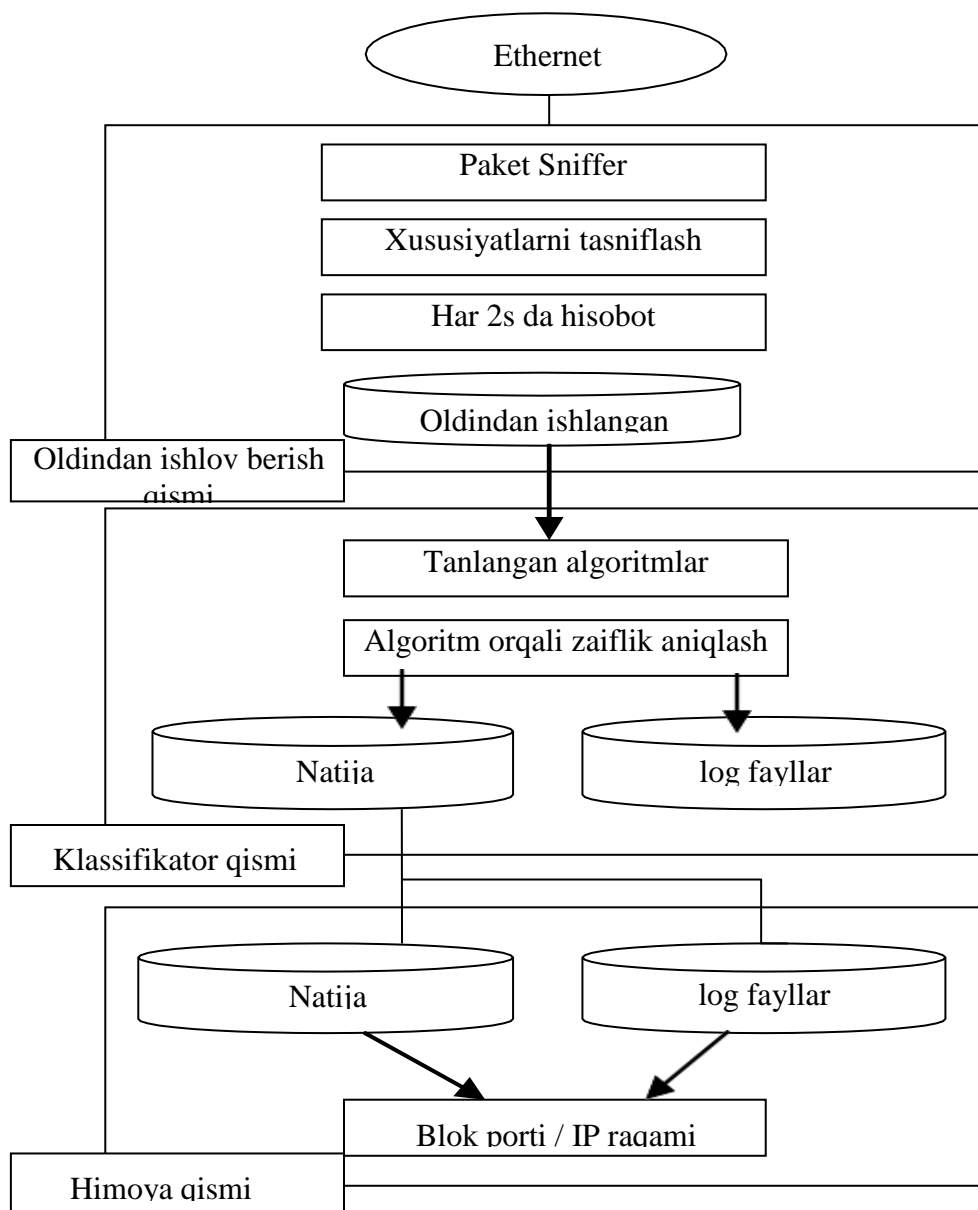 Ethernet
Paket Sniffer
Xususiyatlarni tasniflash
Har 2s da hisobot
Oldindan ishlangan
Oldindan ishlov berish
qismi
Tanlangan algoritmlar
Algoritm orqali zaiflik aniqlash
Natija
log fayllar
Klassifikator qismi
Natija
log fayllar
Blok porti / IP raqami
Himoya qismi